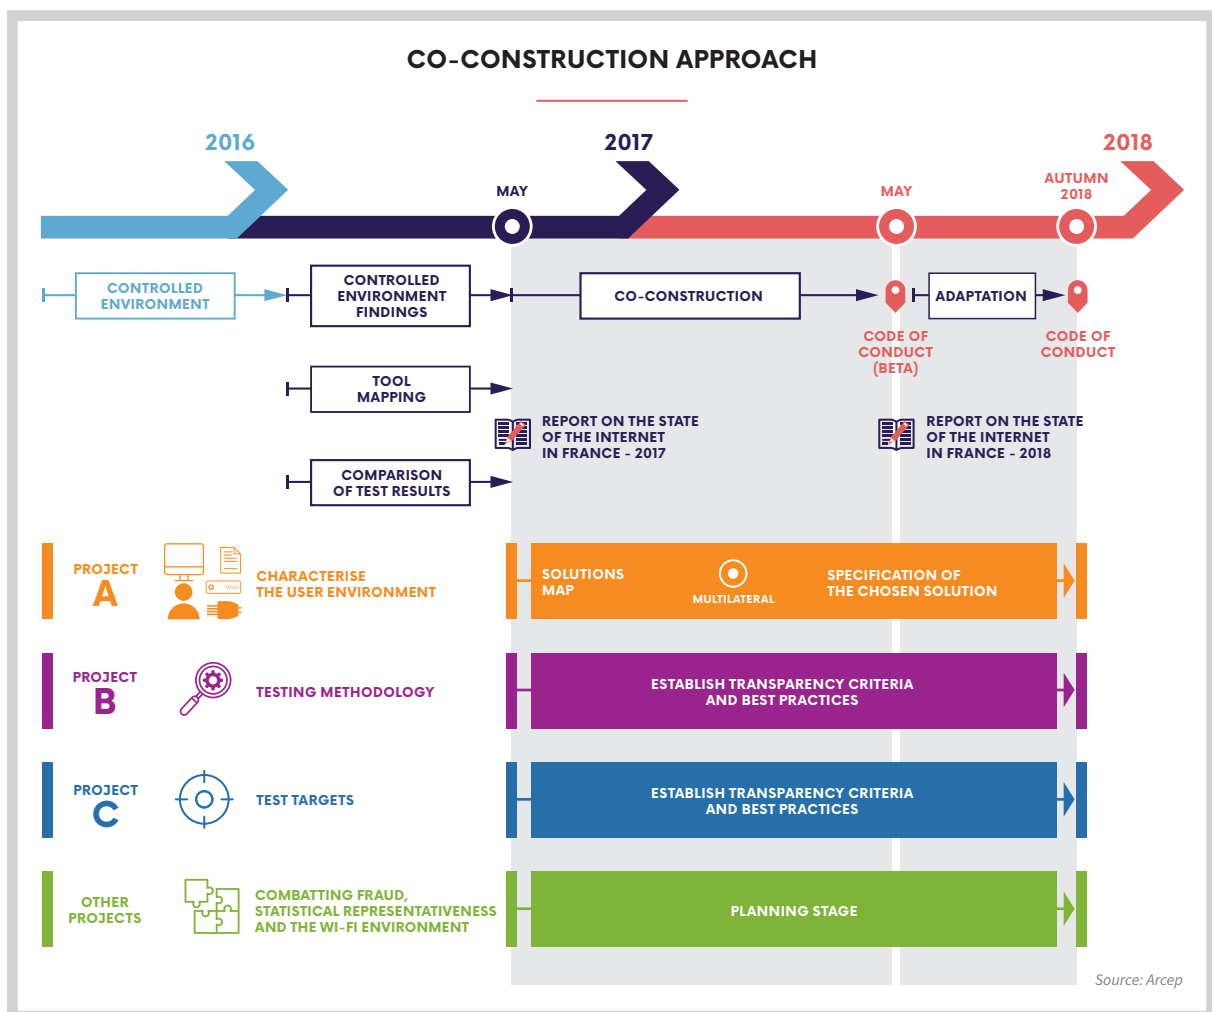 CO-CONSTRUCTION APPROACH
2016
2017
2018
MAY
MAY
AUTUMN
2018
CONTROLLED
ENVIRONMENT
CONTROLLED
ENVIRONMENT
FINDINGS
CO-CONSTRUCTION
ADAPTATION
CODE OF
CONDUCT
(BETA)
CODE OF
CONDUCT
TOOL
MAPPING
REPORT ON THE STATE
OF THE INTERNET
IN FRANCE - 2017
REPORT ON THE STATE
OF THE INTERNET
IN FRANCE - 2018
COMPARISON
OF TEST RESULTS
PROJECT
A
CHARACTERISE
THE USER ENVIRONMENT
SOLUTIONS
MAP
MULTILATERAL
SPECIFICATION OF
THE CHOSEN SOLUTION
PROJECT
B
TESTING METHODOLOGY
ESTABLISH TRANSPARENCY CRITERIA
AND BEST PRACTICES
PROJECT
C
TEST TARGETS
ESTABLISH TRANSPARENCY CRITERIA
AND BEST PRACTICES
OTHER
PROJECTS
COMBATTING FRAUD,
STATISTICAL REPRESENTATIVENESS
AND THE WI-FI ENVIRONMENT
PLANNING STAGE
Source: Arcep